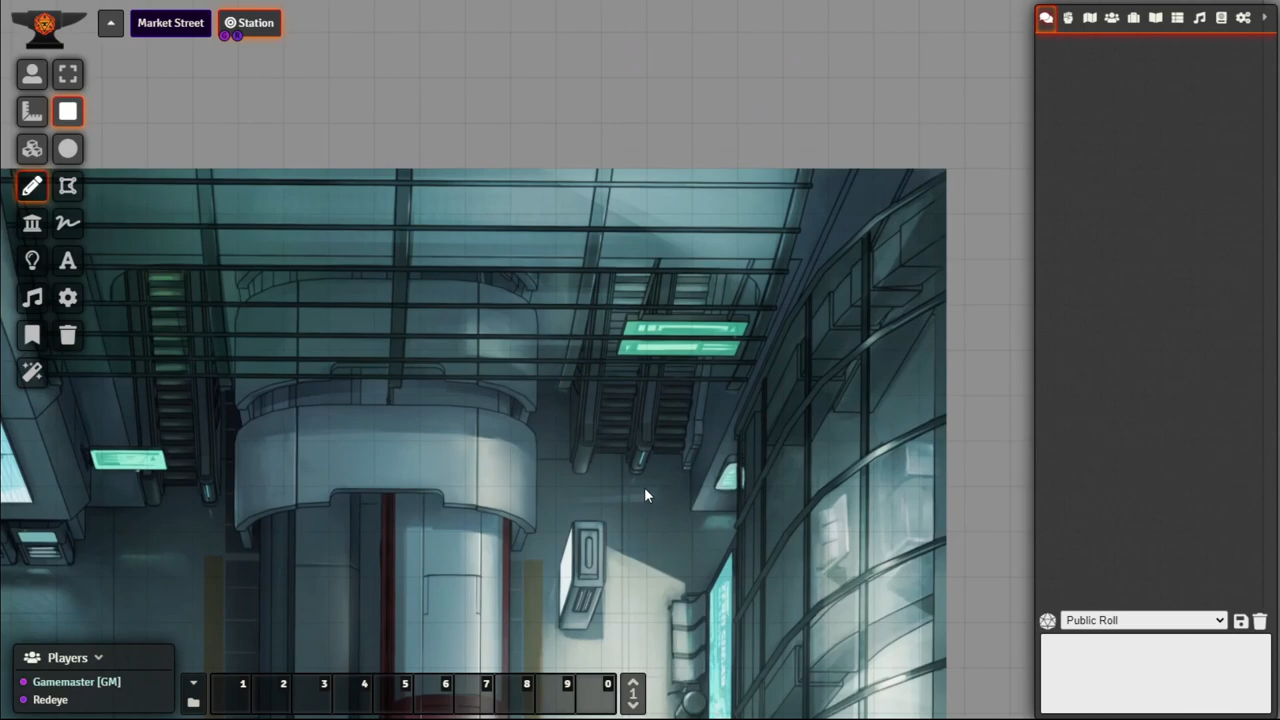 Market Street
Station
G R
A
Public Roll
Players
Gamemaster [GM]
Redeye
1 2 3 4 5 6 7 8 9 0
1